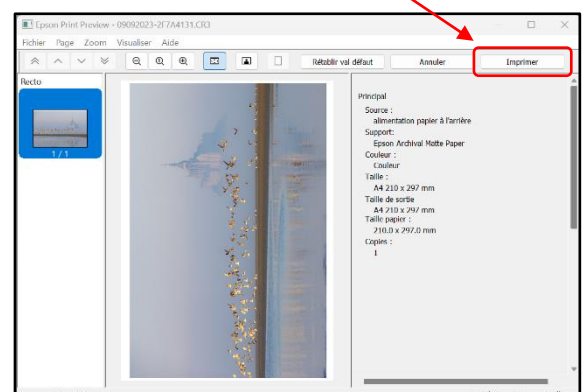 Epson Print Preview - 09092023-2F7A4131.CR3
Fichier Page Zoom Visualiser Aide
Rétablir val défaut Annuler Imprimer
Recto
1 / 1
Principal
Source :
alimentation papier à l'arrière
Support:
Epson Archival Matte Paper
Couleur :
Couleur
Taille :
A4 210 x 297 mm
Taille de sortie
A4 210 x 297 mm
Taille papier :
210.0 x 297.0 mm
Copies :
1